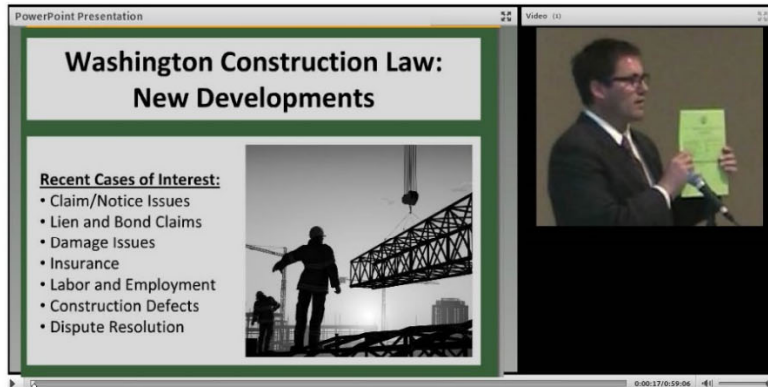 PowerPoint Presentation
Video (1)
Washington Construction Law:
New Developments
Recent Cases of Interest:
• Claim/Notice Issues
• Lien and Bond Claims
• Damage Issues
• Insurance
• Labor and Employment
• Construction Defects
• Dispute Resolution
0:00:17/0:59:06